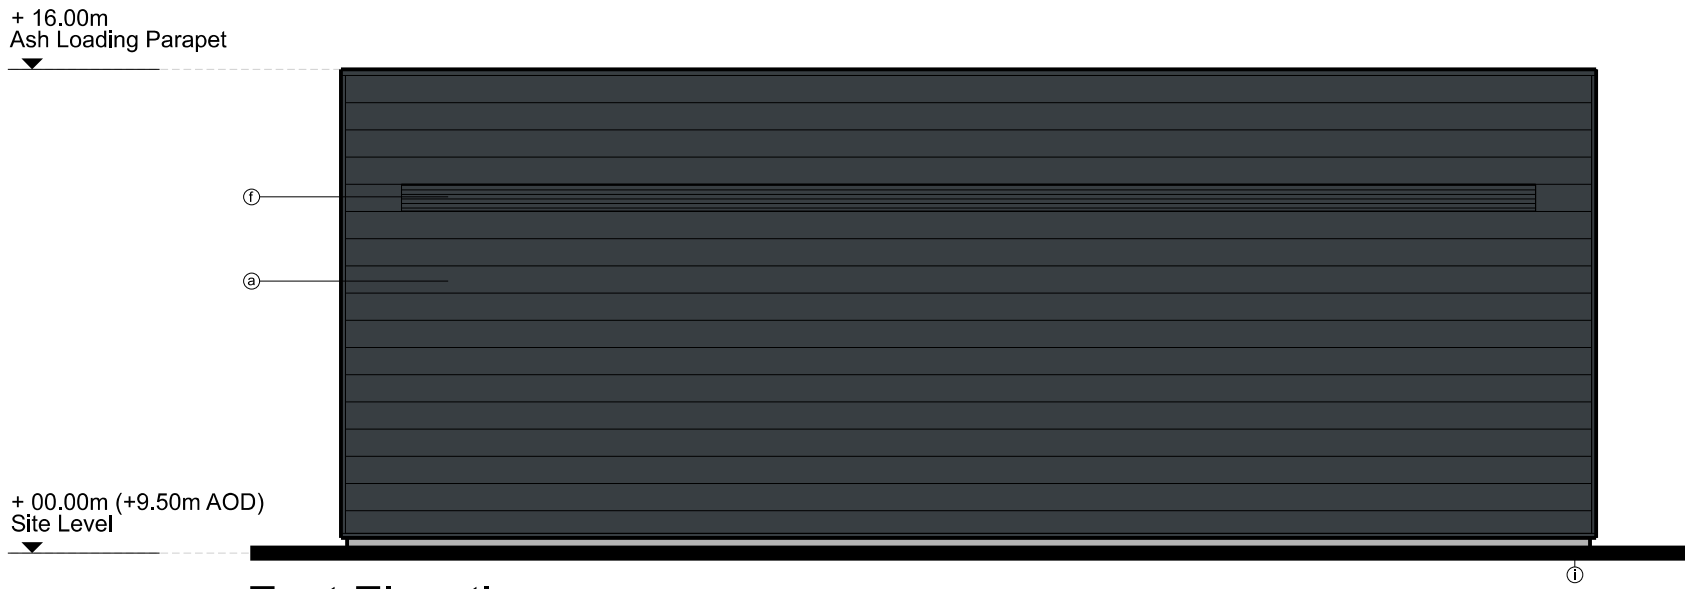 + 16.00m
Ash Loading Parapet
f
a
+ 00.00m (+9.50m AOD)
Site Level
i